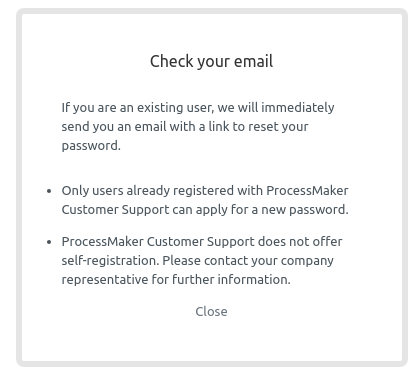 Check your email
If you are an existing user, we will immediately
send you an email with a link to reset your
password.
• Only users already registered with ProcessMaker
Customer Support can apply for a new password.
• ProcessMaker Customer Support does not offer
self-registration. Please contact your company
representative for further information.
Close